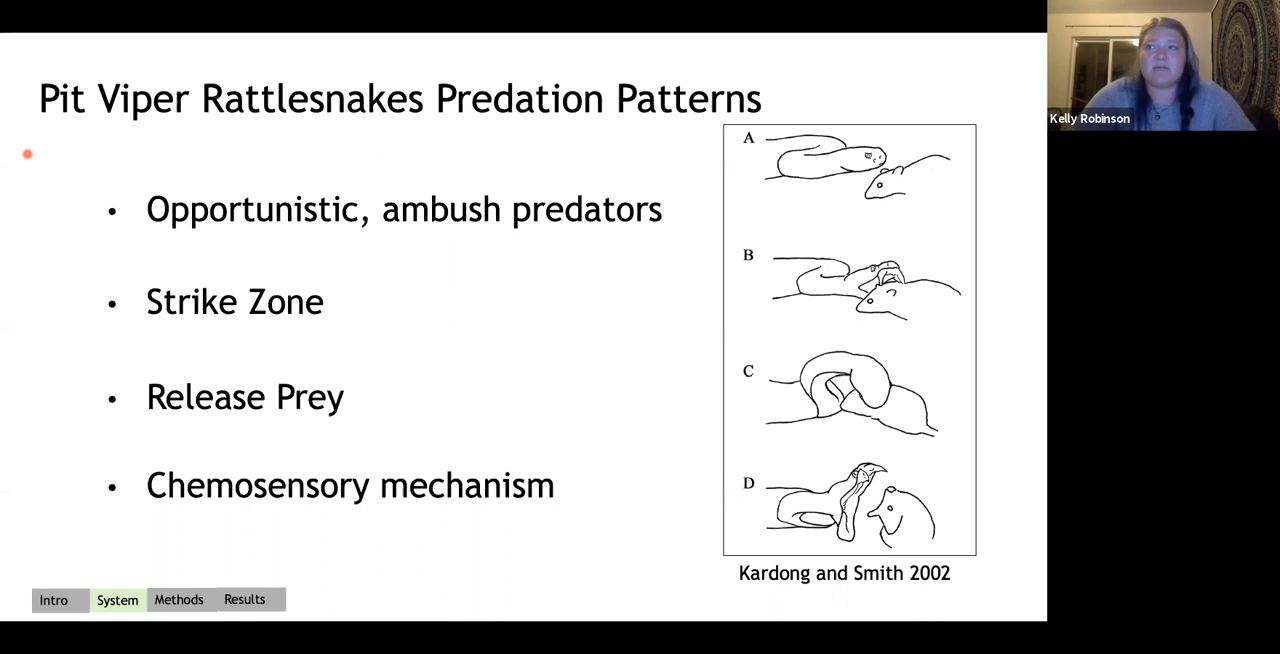 Pit Viper Rattlesnakes Predation Patterns
• Opportunistic, ambush predators
• Strike Zone
• Release Prey
• Chemosensory mechanism
A
B
C
D
Kardong and Smith 2002
Intro System Methods Results
Kelly Robinson